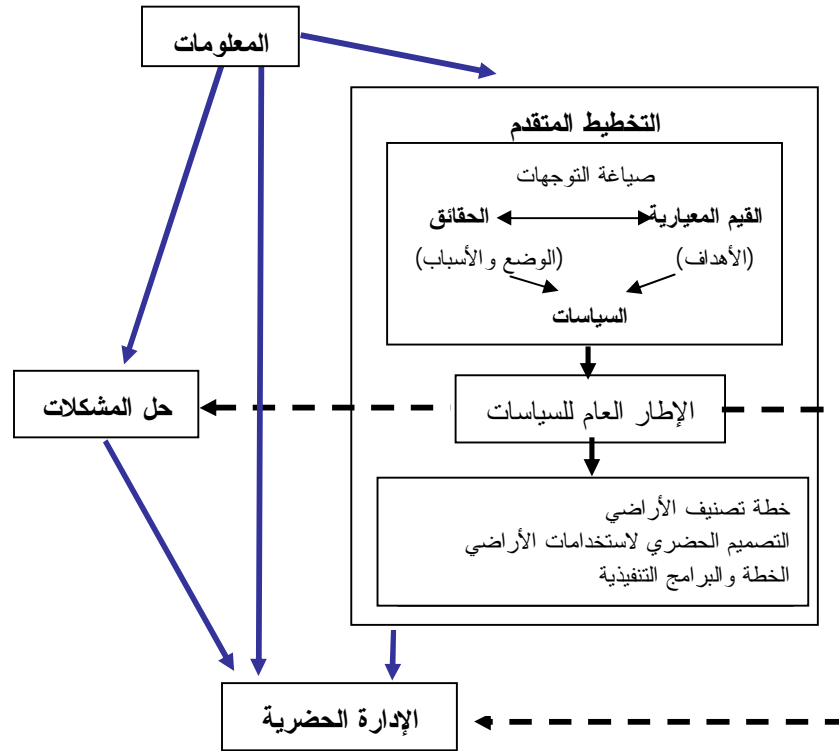 المعلومات
التخطيط المتقدم
صياغة التوجهات
القيم المعيارية
الحقائق
(الأهداف)
(الوضع والأسباب)
السياسات
الإطار العام للسياسات
حل المشكلات
خطة تصنيف الأراضي
التصميم الحضري لاستخدامات الأراضي
الخطة والبرامج التنفيذية
الإدارة الحضرية